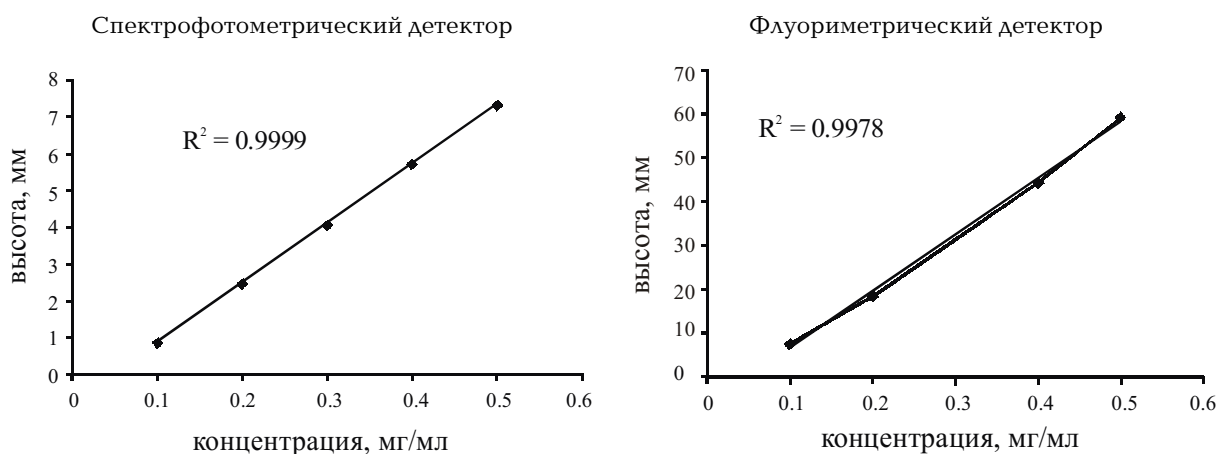 Спектрофотометрический детектор
8
7
6
5
4
3
2
1
0
R² = 0.9999
высота, мм
0 0.1 0.2 0.3 0.4 0.5 0.6
концентрация, мг/мл
Флуориметрический детектор
70
60
50
40
30
20
10
0
R² = 0.9978
высота, мм
0 0.1 0.2 0.3 0.4 0.5 0.6
концентрация, мг/мл